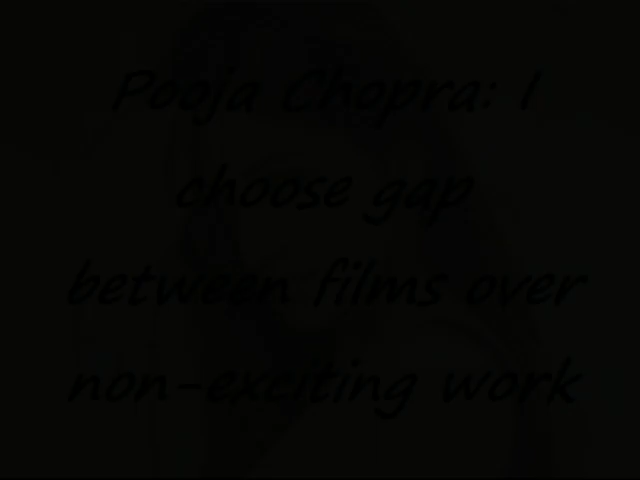 Pooja Chopra: I
choose gap
between films over
non-exciting work